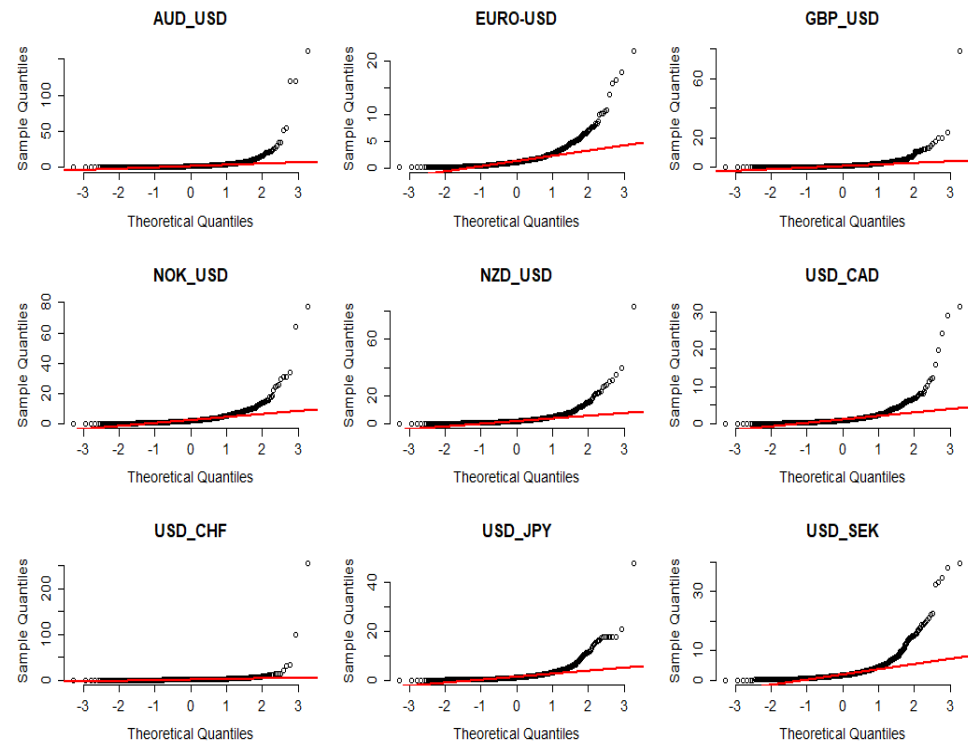 AUD_USD
Sample Quantiles
0 50 100
-3 -2 -1 0 1 2 3
Theoretical Quantiles
EURO-USD
Sample Quantiles
0 5 10 20
-3 -2 -1 0 1 2 3
Theoretical Quantiles
GBP_USD
Sample Quantiles
0 20 60
-3 -2 -1 0 1 2 3
Theoretical Quantiles
NOK_USD
Sample Quantiles
0 20 40 60 80
-3 -2 -1 0 1 2 3
Theoretical Quantiles
NZD_USD
Sample Quantiles
0 20 60
-3 -2 -1 0 1 2 3
Theoretical Quantiles
USD_CAD
Sample Quantiles
0 10 20 30
-3 -2 -1 0 1 2 3
Theoretical Quantiles
USD_CHF
Sample Quantiles
0 100 200
-3 -2 -1 0 1 2 3
Theoretical Quantiles
USD_JPY
Sample Quantiles
0 20 40
-3 -2 -1 0 1 2 3
Theoretical Quantiles
USD_SEK
Sample Quantiles
0 10 30
-3 -2 -1 0 1 2 3
Theoretical Quantiles